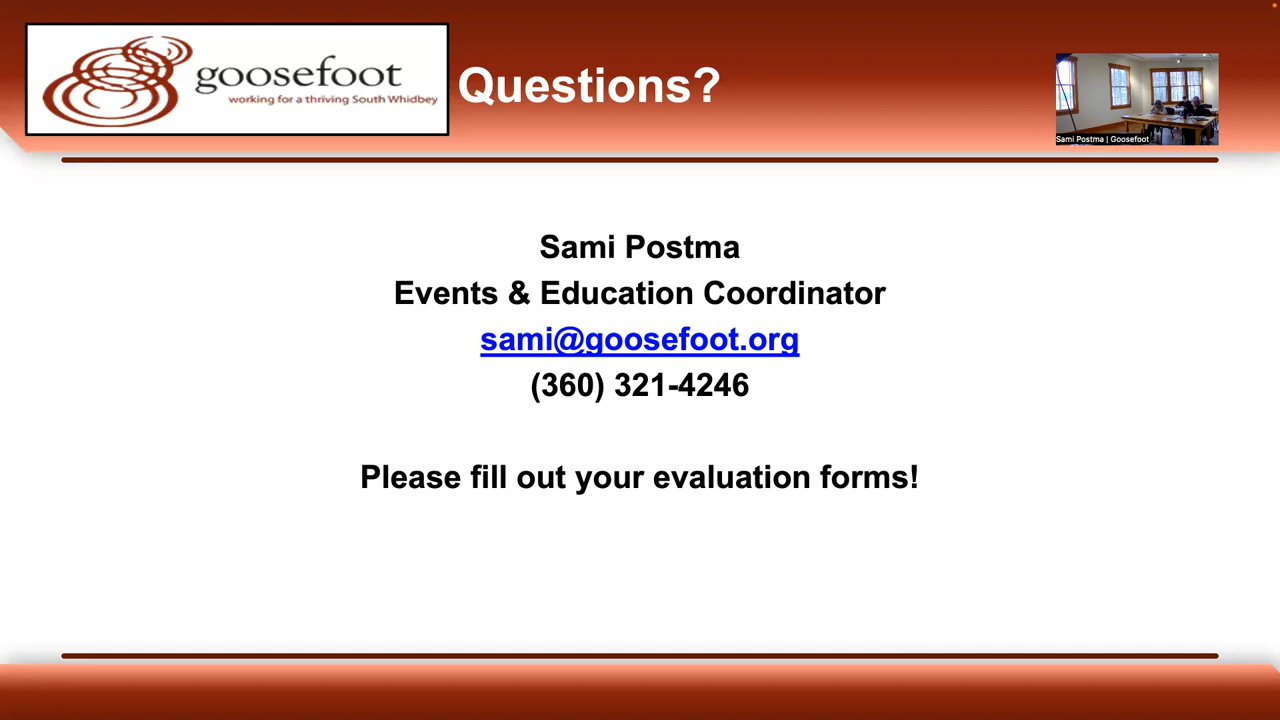 goosefoot
working for a thriving South Whidbey
Questions?
Sami Postma | Goosefoot
Sami Postma
Events & Education Coordinator
sami@goosefoot.org
(360) 321-4246
Please fill out your evaluation forms!